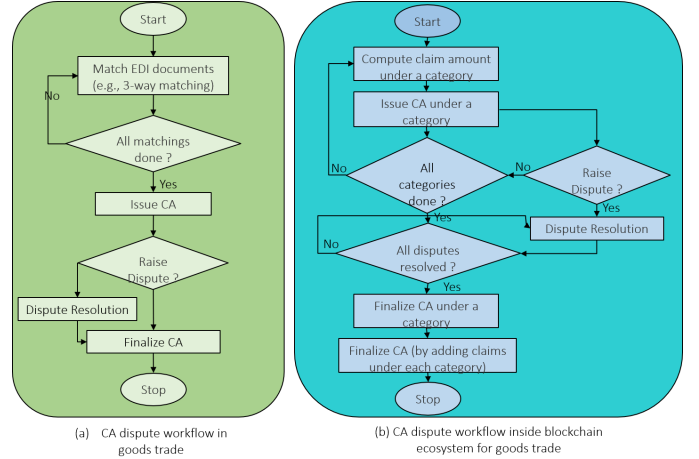 Start
Match EDI documents
(e.g., 3-way matching)
No
All matchings
done ?
Yes
Issue CA
Raise
Dispute ?
Dispute Resolution
Finalize CA
Stop
(a) CA dispute workflow in
goods trade
Start
Compute claim amount
under a category
Issue CA under a
category
No
All
categories
done ?
No
Raise
Dispute ?
Yes
Yes
Dispute Resolution
No
All disputes
resolved ?
Yes
Finalize CA under a
category
Finalize CA (by adding claims
under each category)
Stop
(b) CA dispute workflow inside blockchain
ecosystem for goods trade